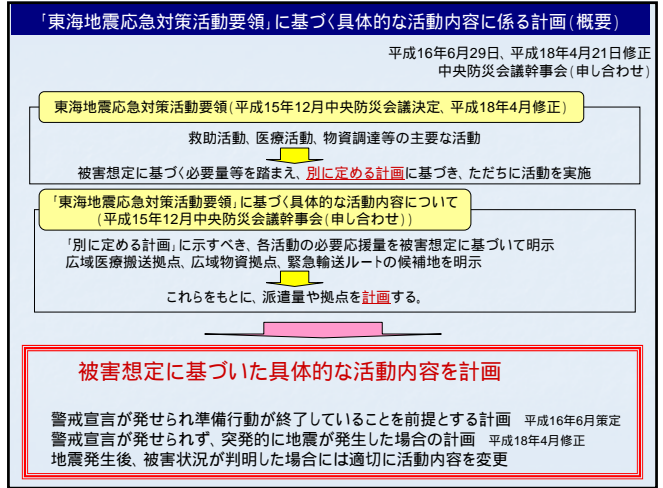 「東海地震応急対策活動要領」に基づく具体的な活動内容に係る計画(概要)
平成16年6月29日、平成18年4月21日修正
中央防災会議幹事会(申し合わせ)
東海地震応急対策活動要領(平成15年12月中央防災会議決定、平成18年4月修正)
救助活動、医療活動、物資調達等の主要な活動
被害想定に基づく必要量等を踏まえ、別に定める計画に基づき、ただちに活動を実施
「東海地震応急対策活動要領」に基づく具体的な活動内容について
(平成15年12月中央防災会議幹事会(申し合わせ))
「別に定める計画」に示すべき、各活動の必要応援量を被害想定に基づいて明示
広域医療搬送拠点、広域物資拠点、緊急輸送ルートの候補地を明示
これらをもとに、派遣量や拠点を計画する。
被害想定に基づいた具体的な活動内容を計画
警戒宣言が発せられ準備行動が終了していることを前提とする計画 平成16年6月策定
警戒宣言が発せられず、突発的に地震が発生した場合の計画 平成18年4月修正
地震発生後、被害状況が判明した場合には適切に活動内容を変更